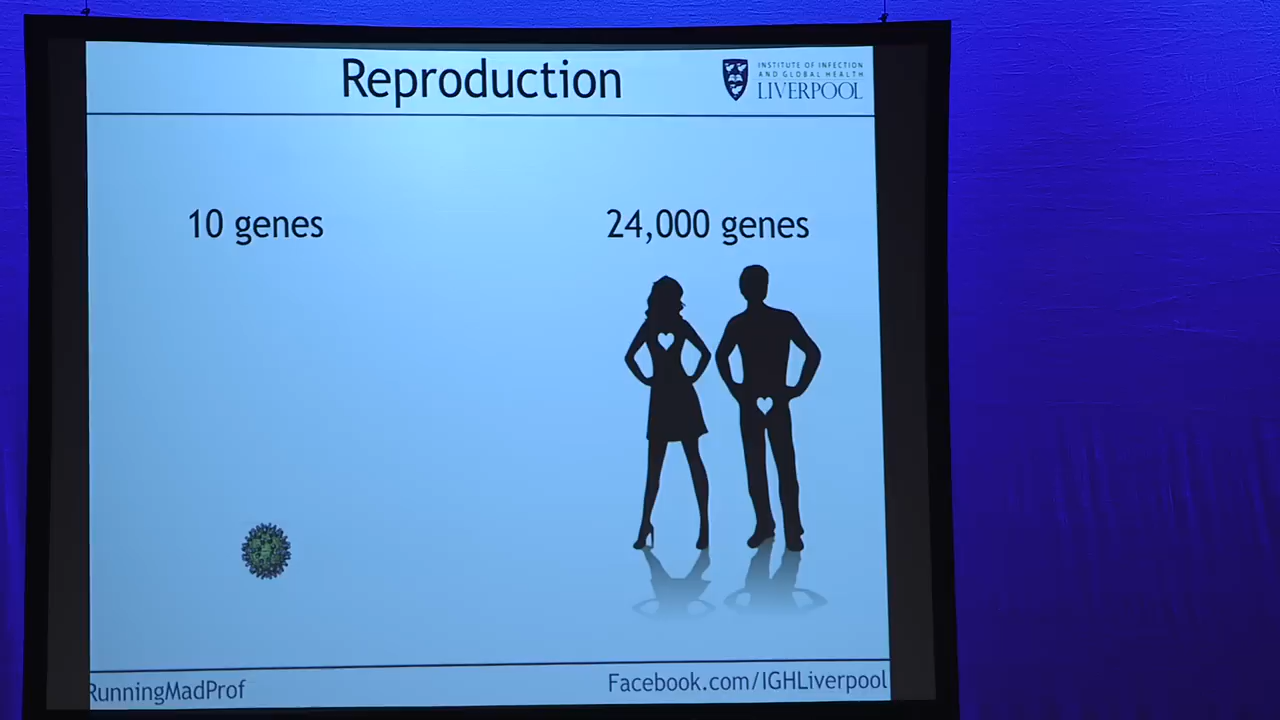 Reproduction
INSTITUTE OF INFECTION
AND GLOBAL HEALTH
LIVERPOOL
10 genes
24,000 genes
RunningMadProf
Facebook.com/IGHLiverpool